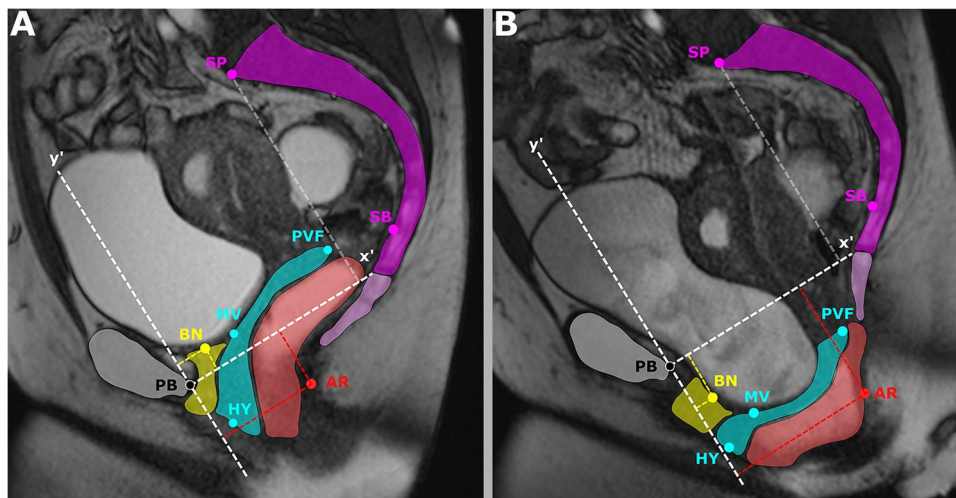 A
SP
y'
SB
PVF
x'
MV
BN
PB
AR
HY
B
SP
y'
SB
x'
PVF
PB
BN
AR
MV
HY